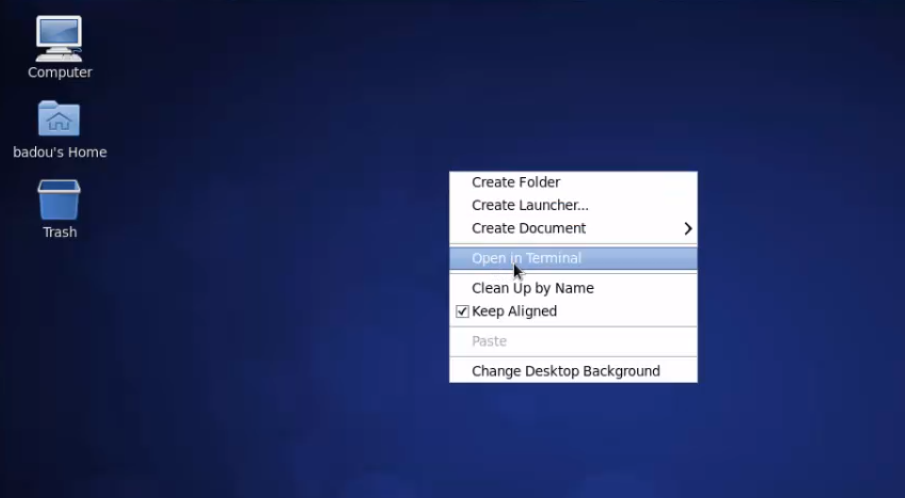 Computer
badou's Home
Trash
Create Folder
Create Launcher...
Create Document
Open in Terminal
Clean Up by Name
Keep Aligned
Paste
Change Desktop Background